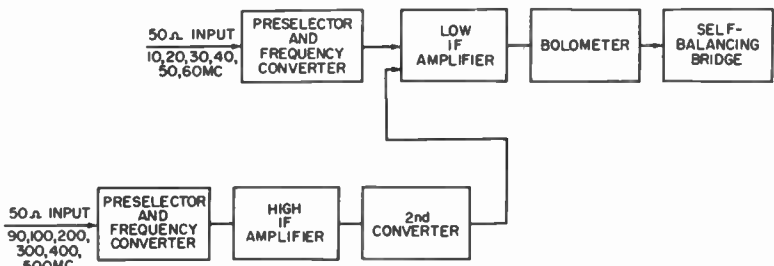 50Ω INPUT
10,20,30,40,
50,60MC
PRESELECTOR
AND
FREQUENCY
CONVERTER
LOW
IF
AMPLIFIER
BOLOMETER
SELF-
BALANCING
BRIDGE
50Ω INPUT
90,100,200,
300,400,
500MC
PRESELECTOR
AND
FREQUENCY
CONVERTER
HIGH
IF
AMPLIFIER
2nd
CONVERTER